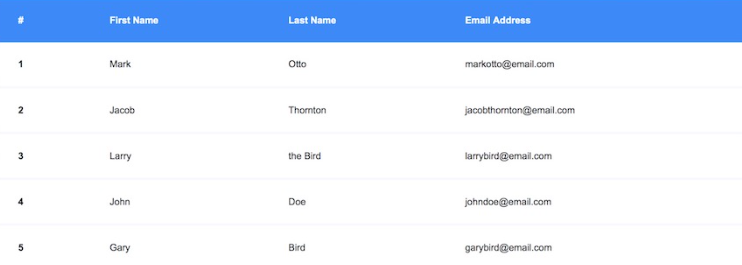 # First Name Last Name Email Address
1 Mark Otto markotto@email.com
2 Jacob Thornton jacobthornton@email.com
3 Larry the Bird larrybird@email.com
4 John Doe johndoe@email.com
5 Gary Bird garybird@email.com